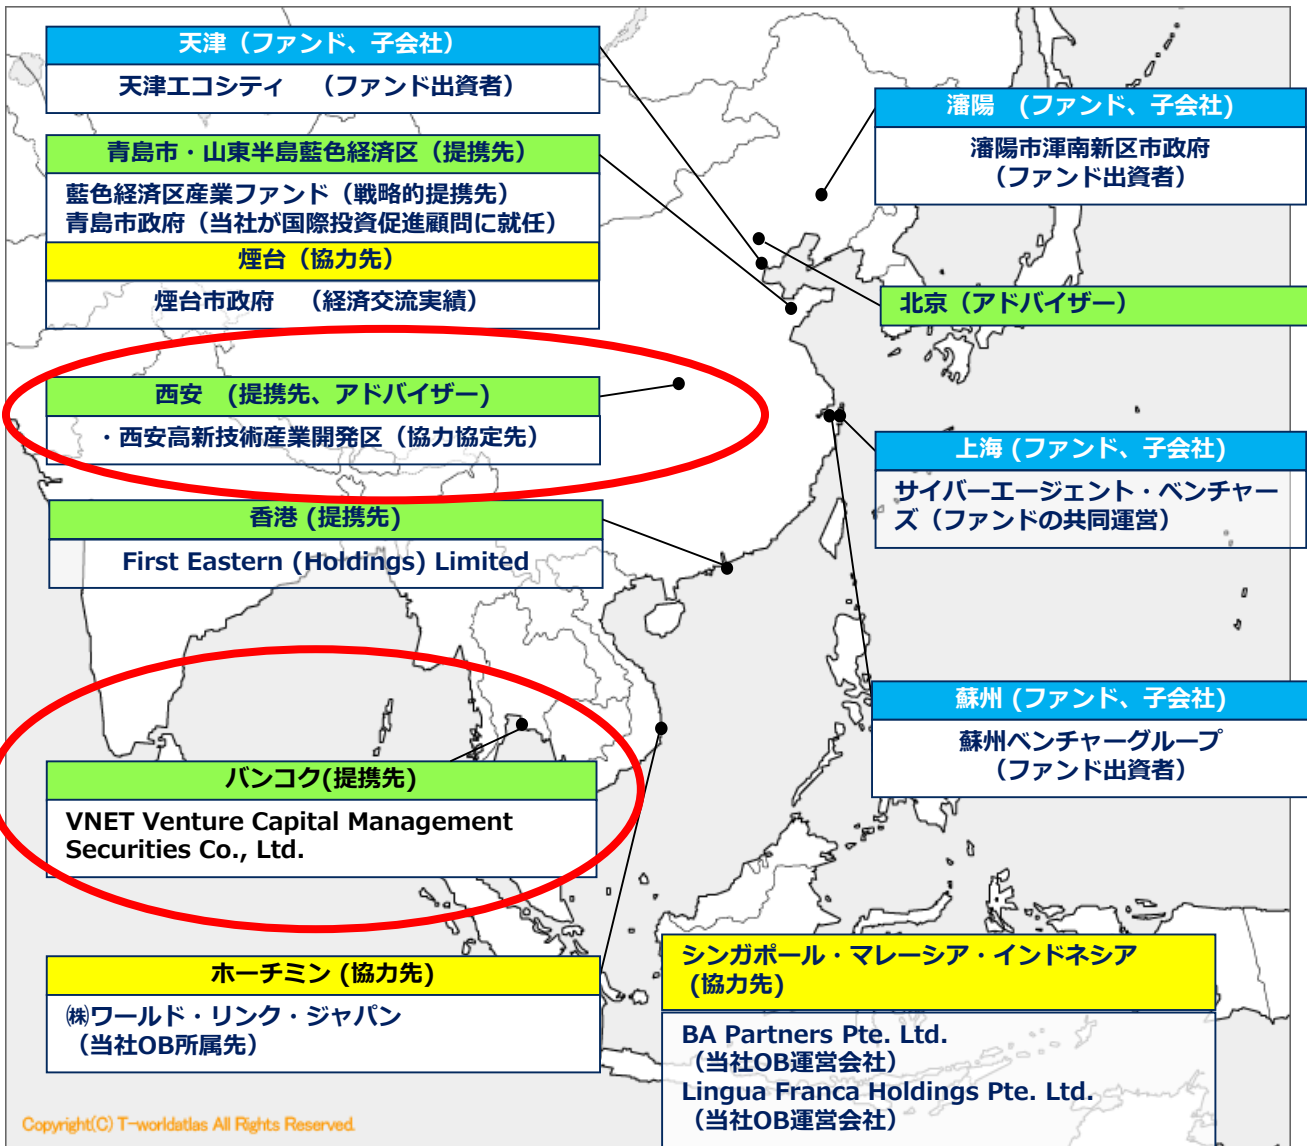 天津（ファンド、子会社）
天津エコシティ　（ファンド出資者）
青島市・山東半島藍色経済区（提携先）
藍色経済区産業ファンド（戦略的提携先）
青島市政府（当社が国際投資促進顧問に就任）
煙台（協力先）
煙台市政府　（経済交流実績）
西安　(提携先、アドバイザー)
・西安高新技術産業開発区（協力協定先）
香港 (提携先)
First Eastern (Holdings) Limited
バンコク(提携先)
VNET Venture Capital Management
Securities Co., Ltd.
ホーチミン (協力先)
㈱ワールド・リンク・ジャパン
（当社OB所属先）
瀋陽　(ファンド、子会社)
瀋陽市渾南新区市政府
（ファンド出資者）
北京（アドバイザー）
上海 (ファンド、子会社)
サイバーエージェント・ベンチャー
ズ（ファンドの共同運営）
蘇州 (ファンド、子会社)
蘇州ベンチャーグループ
（ファンド出資者）
シンガポール・マレーシア・インドネシア
(協力先)
BA Partners Pte. Ltd.
（当社OB運営会社）
Lingua Franca Holdings Pte. Ltd.
（当社OB運営会社）
Copyright(C) T-worldatlas All Rights Reserved.